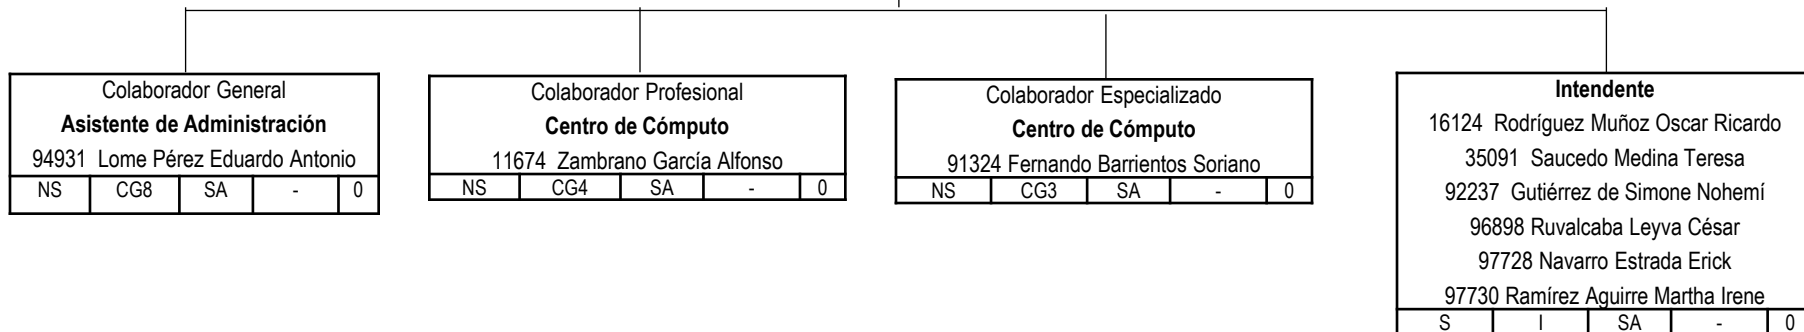 Colaborador General
Asistente de Administración
94931 Lome Pérez Eduardo Antonio
NS CG8 SA - 0
Colaborador Profesional
Centro de Cómputo
11674 Zambrano García Alfonso
NS CG4 SA - 0
Colaborador Especializado
Centro de Cómputo
91324 Fernando Barrientos Soriano
NS CG3 SA - 0
Intendente
16124 Rodríguez Muñoz Oscar Ricardo
35091 Saucedo Medina Teresa
92237 Gutiérrez de Simone Nohemí
96898 Ruvalcaba Leyva César
97728 Navarro Estrada Erick
97730 Ramírez Aguirre Martha Irene
S I SA - 0